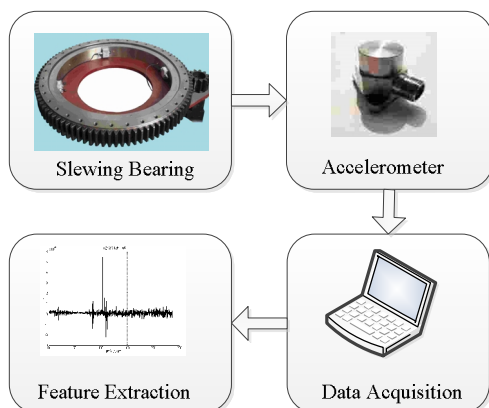 Slewing Bearing
Accelerometer
Feature Extraction
Data Acquisition